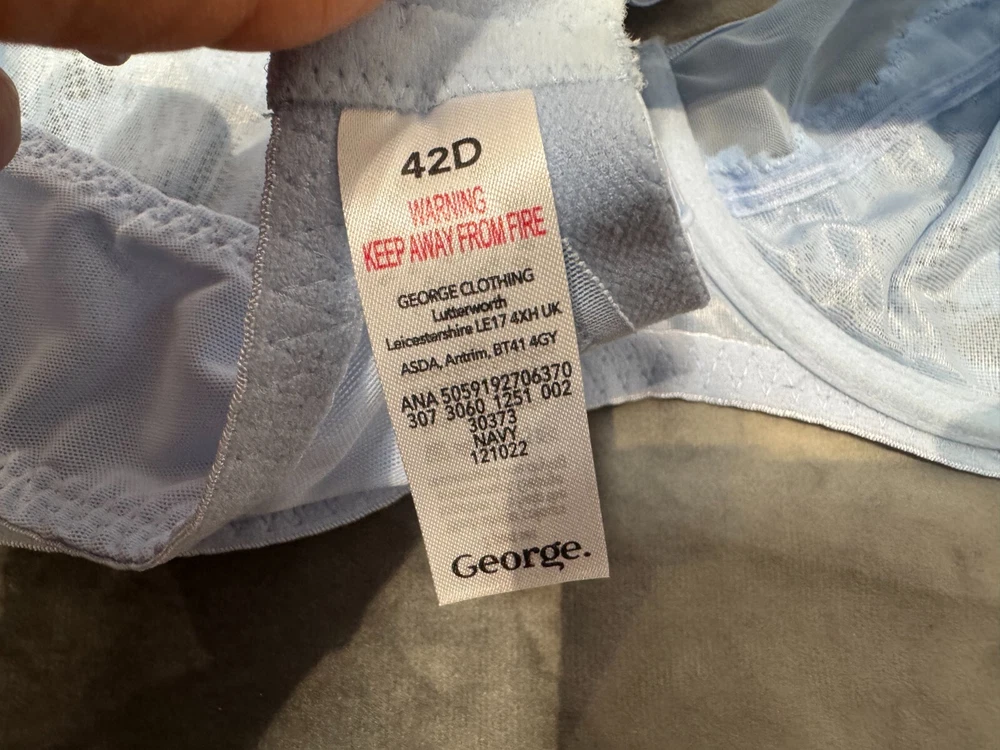 42D
WARNING
KEEP AWAY FROM FIRE
GEORGE CLOTHING
Lutterworth
Leicestershire LE17 4XH UK
ASDA, Antrim, BT41 4GY
ANA 5059192706370
307 3060 1251 002
30373
NAVY
121022
George.